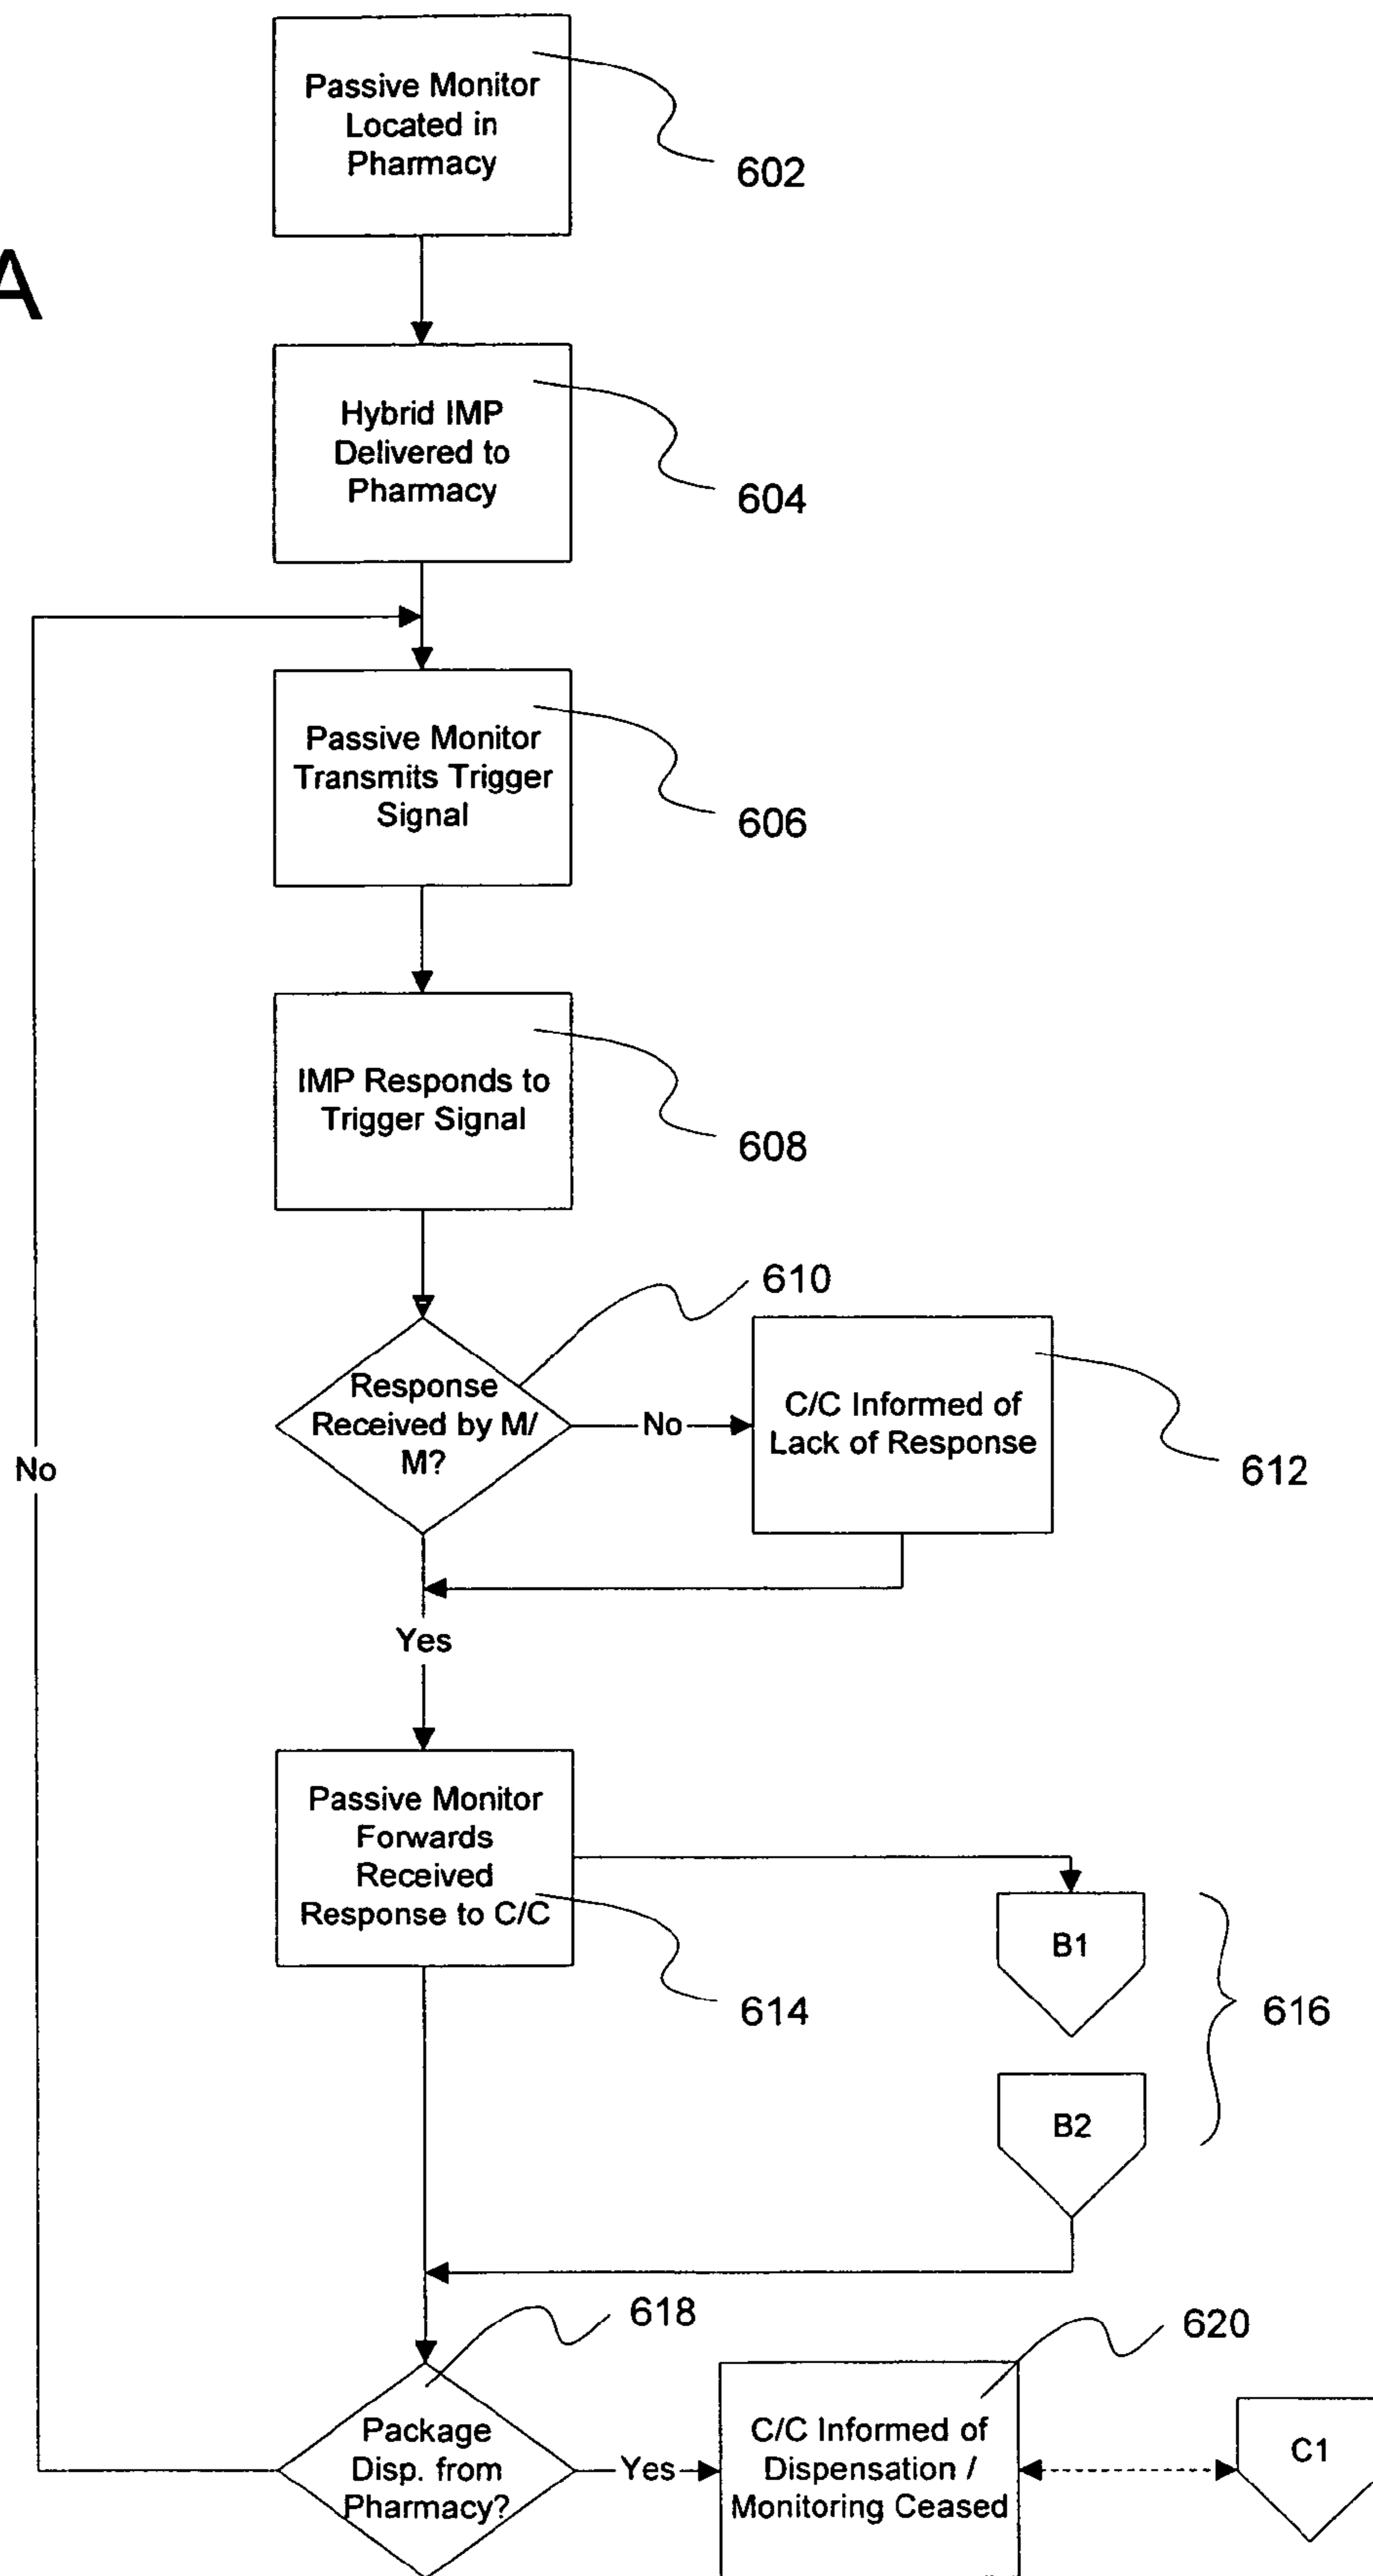 Passive Monitor
Located in
Pharmacy
602
A
Hybrid IMP
Delivered to
Pharmacy
604
Passive Monitor
Transmits Trigger
Signal
606
IMP Responds to
Trigger Signal
608
610
Response
Received by M/
M?
No
C/C Informed of
Lack of Response
612
No
Yes
Passive Monitor
Forwards
Received
Response to C/C
614
B1
616
B2
618
620
Package
Disp. from
Pharmacy?
Yes
C/C Informed of
Dispensation /
Monitoring Ceased
C1